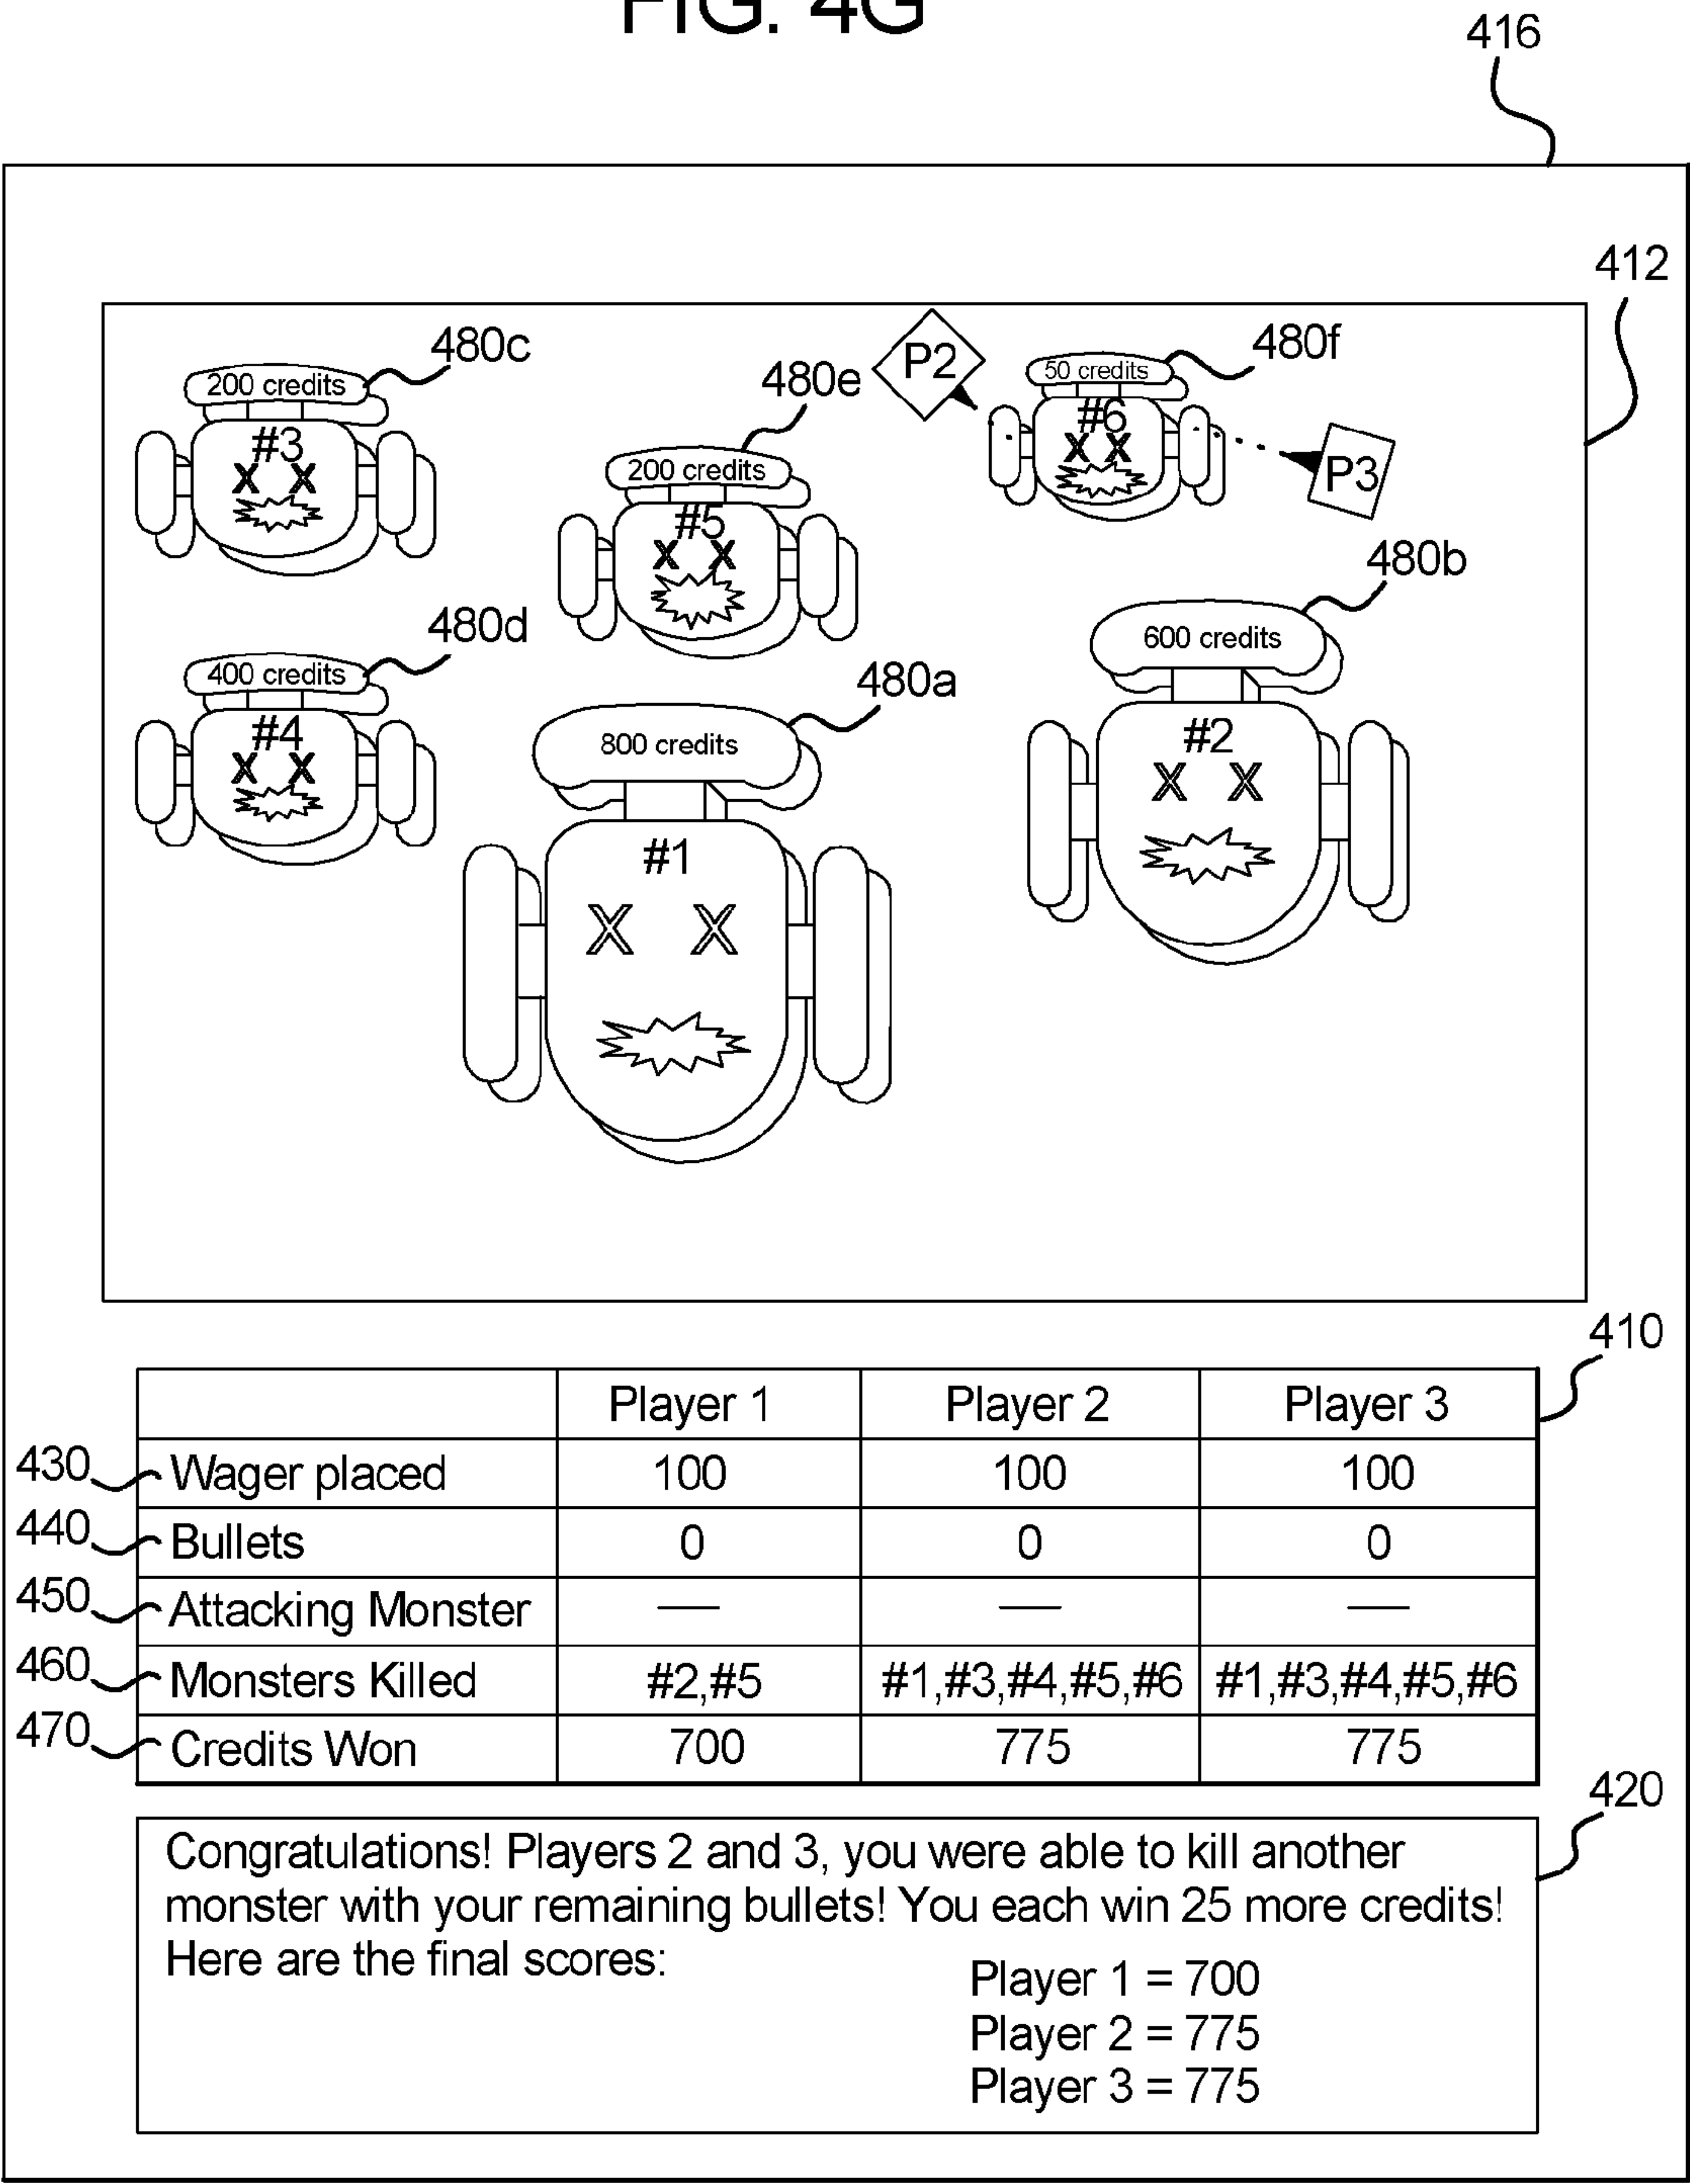 FIG. 4G
416
412
480c
200 credits
#3
X X
480e
200 credits
#5
X X
P2
480f
50 credits
#6
X X
P3
480d
400 credits
#4
X X
480a
800 credits
#1
X X
480b
600 credits
#2
X X
410
Player 1 Player 2 Player 3
430 Wager placed 100 100 100
440 Bullets 0 0 0
450 Attacking Monster — — —
460 Monsters Killed #2,#5 #1,#3,#4,#5,#6 #1,#3,#4,#5,#6
470 Credits Won 700 775 775
420
Congratulations! Players 2 and 3, you were able to kill another
monster with your remaining bullets! You each win 25 more credits!
Here are the final scores:
Player 1 = 700
Player 2 = 775
Player 3 = 775